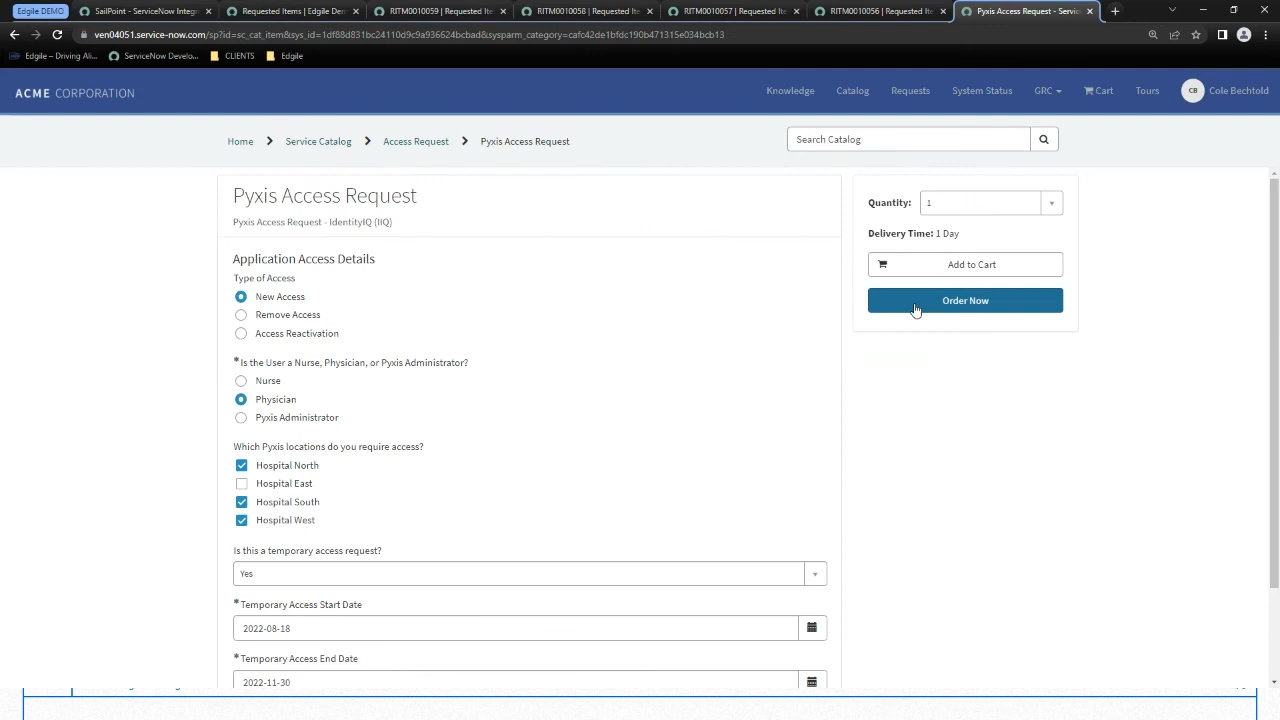 Edgile DEMO
SailPoint - ServiceNow Integr
Requested Items | Edgile De
RITM0010059 | Requested Ite
RITM0010058 | Requested Ite
RITM0010057 | Requested Ite
RITM0010056 | Requested Ite
Pyxis Access Request - Servic
ven04051.service-now.com/sp?id=sc_cat_item&sys_id=1df88d831bc24110d9c9a936624bcbad&sysparm_category=cafc42de1bfdc190b471315e034bcb13
Edgile – Driving Ali...
ServiceNow Develo...
CLIENTS
Edgile
ACME CORPORATION
Knowledge
Catalog
Requests
System Status
GRC
Cart
Tours
CB
Cole Bechtold
Home
Service Catalog
Access Request
Pyxis Access Request
Search Catalog
Pyxis Access Request
Pyxis Access Request - IdentityIQ (IIQ)
Application Access Details
Type of Access
New Access
Remove Access
Access Reactivation
*Is the User a Nurse, Physician, or Pyxis Administrator?
Nurse
Physician
Pyxis Administrator
Which Pyxis locations do you require access?
Hospital North
Hospital East
Hospital South
Hospital West
Is this a temporary access request?
Yes
*Temporary Access Start Date
2022-08-18
*Temporary Access End Date
2022-11-30
Quantity: 1
Delivery Time: 1 Day
Add to Cart
Order Now